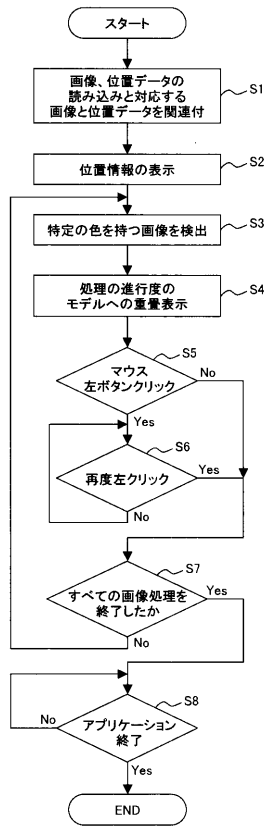 スタート
画像、位置データの
読み込みと対応する
画像と位置データを関連付
S1
位置情報の表示
S2
特定の色を持つ画像を検出
S3
処理の進行度の
モデルへの重畳表示
S4
S5
マウス
左ボタンクリック
No
Yes
S6
再度左クリック
Yes
No
S7
すべての画像処理を
終了したか
Yes
No
S8
アプリケーション
終了
No
Yes
END